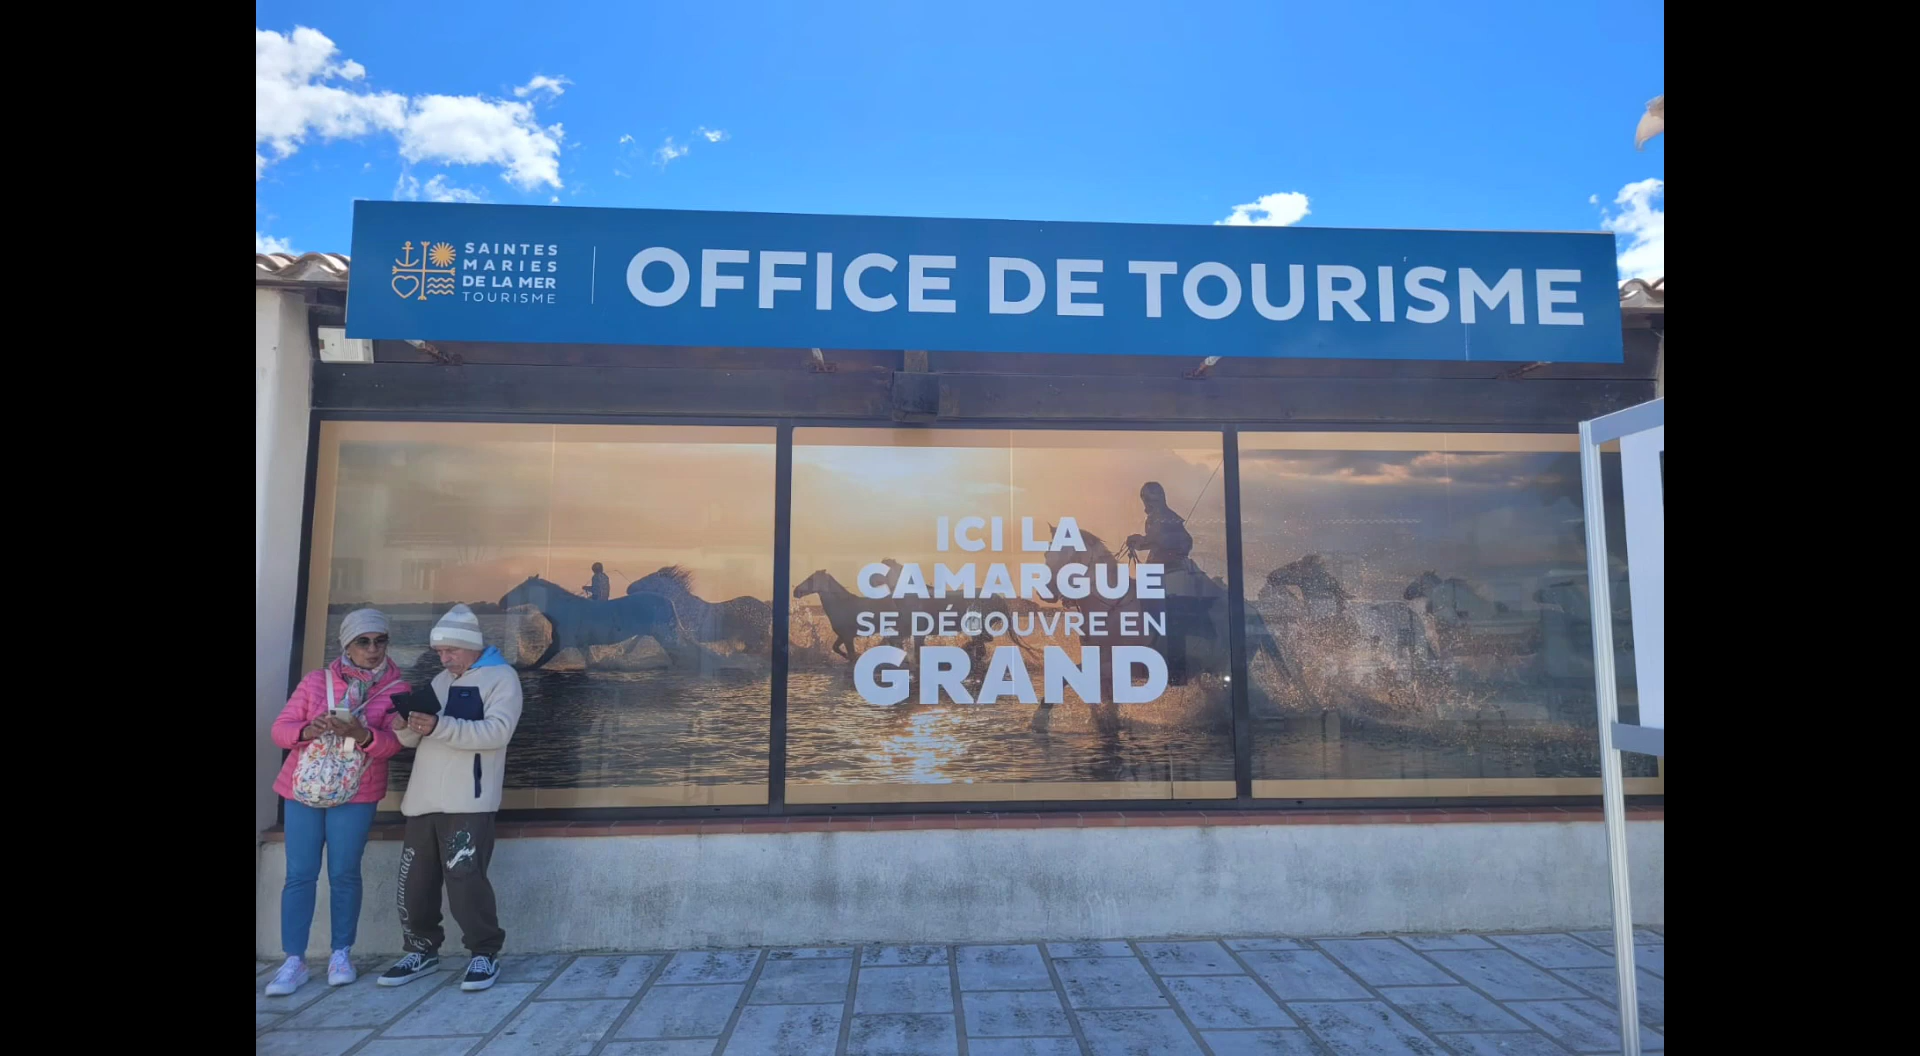 SAINTES
MARIES
DE LA MER
TOURISME
OFFICE DE TOURISME
ICI LA
CAMARGUE
SE DÉCOUVRE EN
GRAND